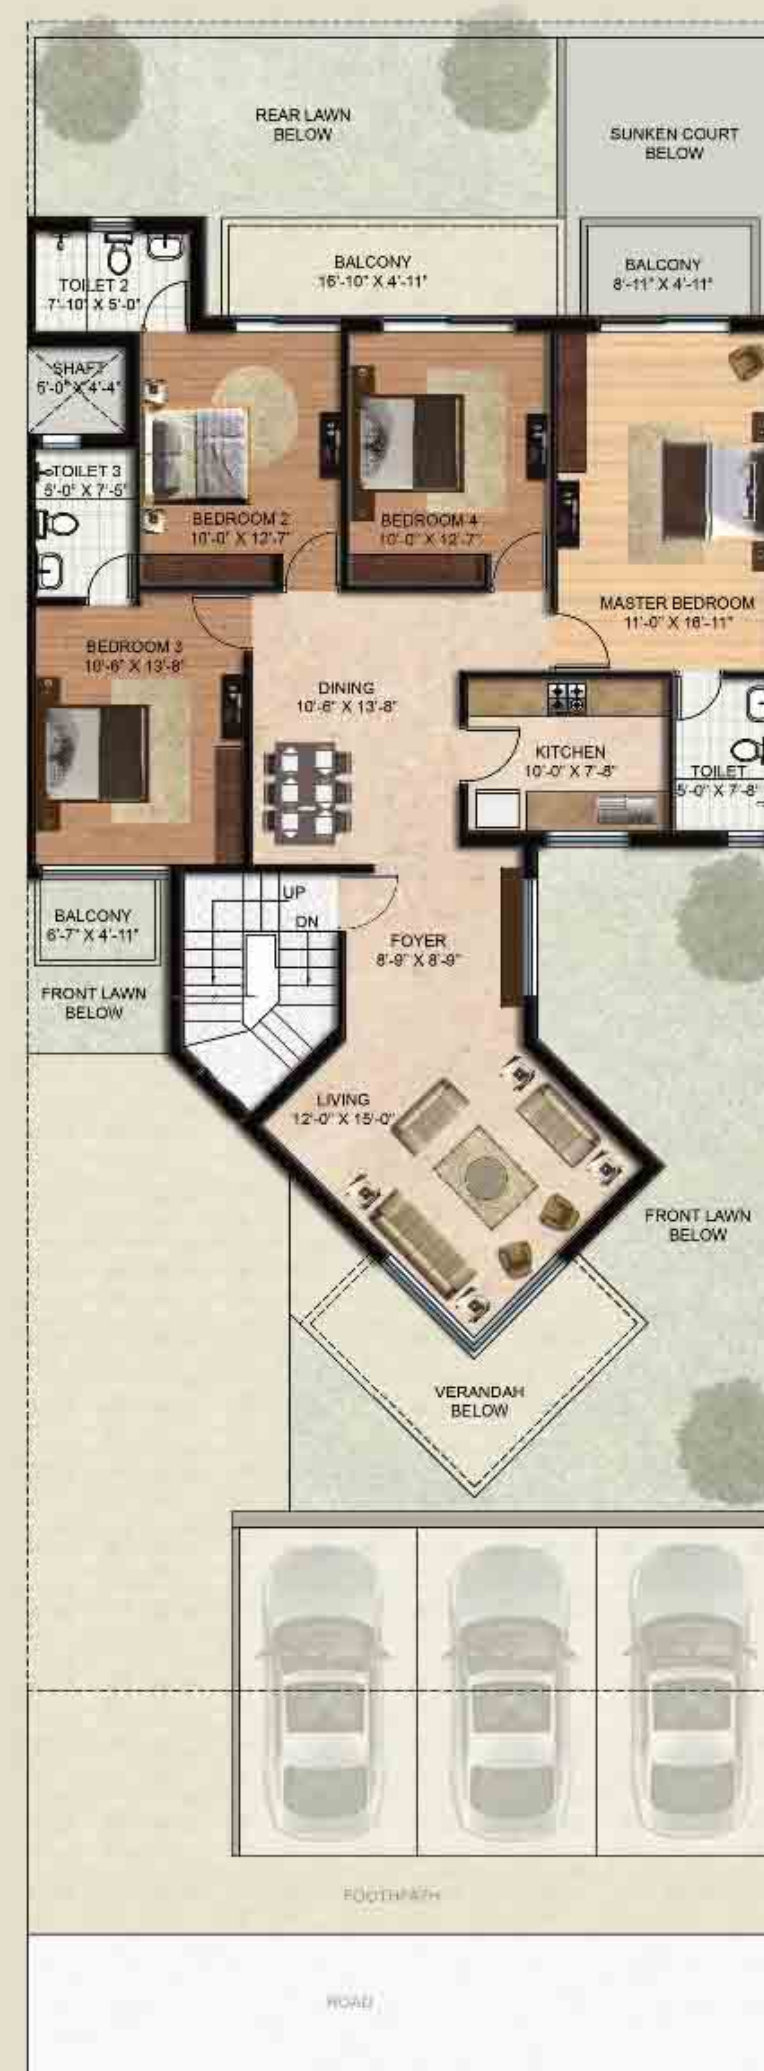 REAR LAWN
BELOW
SUNKEN COURT
BELOW
BALCONY
16'-10" X 4'-11"
BALCONY
8'-11" X 4'-11"
TOILET 2
7'-10" X 5'-0"
SHAFT
5'-0" X 4'-4"
TOILET 3
5'-0" X 7'-5"
BEDROOM 2
10'-0" X 12'-7"
BEDROOM 4
10'-0" X 12'-7"
MASTER BEDROOM
11'-0" X 16'-11"
BEDROOM 3
10'-6" X 13'-8"
DINING
10'-6" X 13'-8"
KITCHEN
10'-0" X 7'-8"
TOILET
5'-0" X 7'-8"
UP
DN
BALCONY
6'-7" X 4'-11"
FOYER
8'-9" X 8'-9"
FRONT LAWN
BELOW
LIVING
12'-0" X 15'-0"
FRONT LAWN
BELOW
VERANDAH
BELOW
FOOTHPATH
ROAD